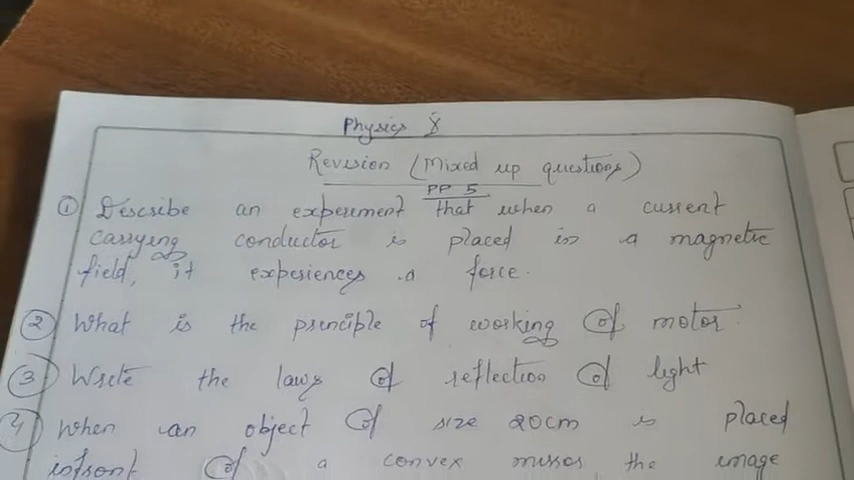 Physics 8
Revision (Mixed up questions)
PP 5
① Describe an experiment that when a current
carrying conductor is placed in a magnetic
field, it experiences a force.
② What is the principle of working of motor.
③ Write the laws of reflection of light
④ When an object of size 20cm is placed
infront of a convex mirror the image